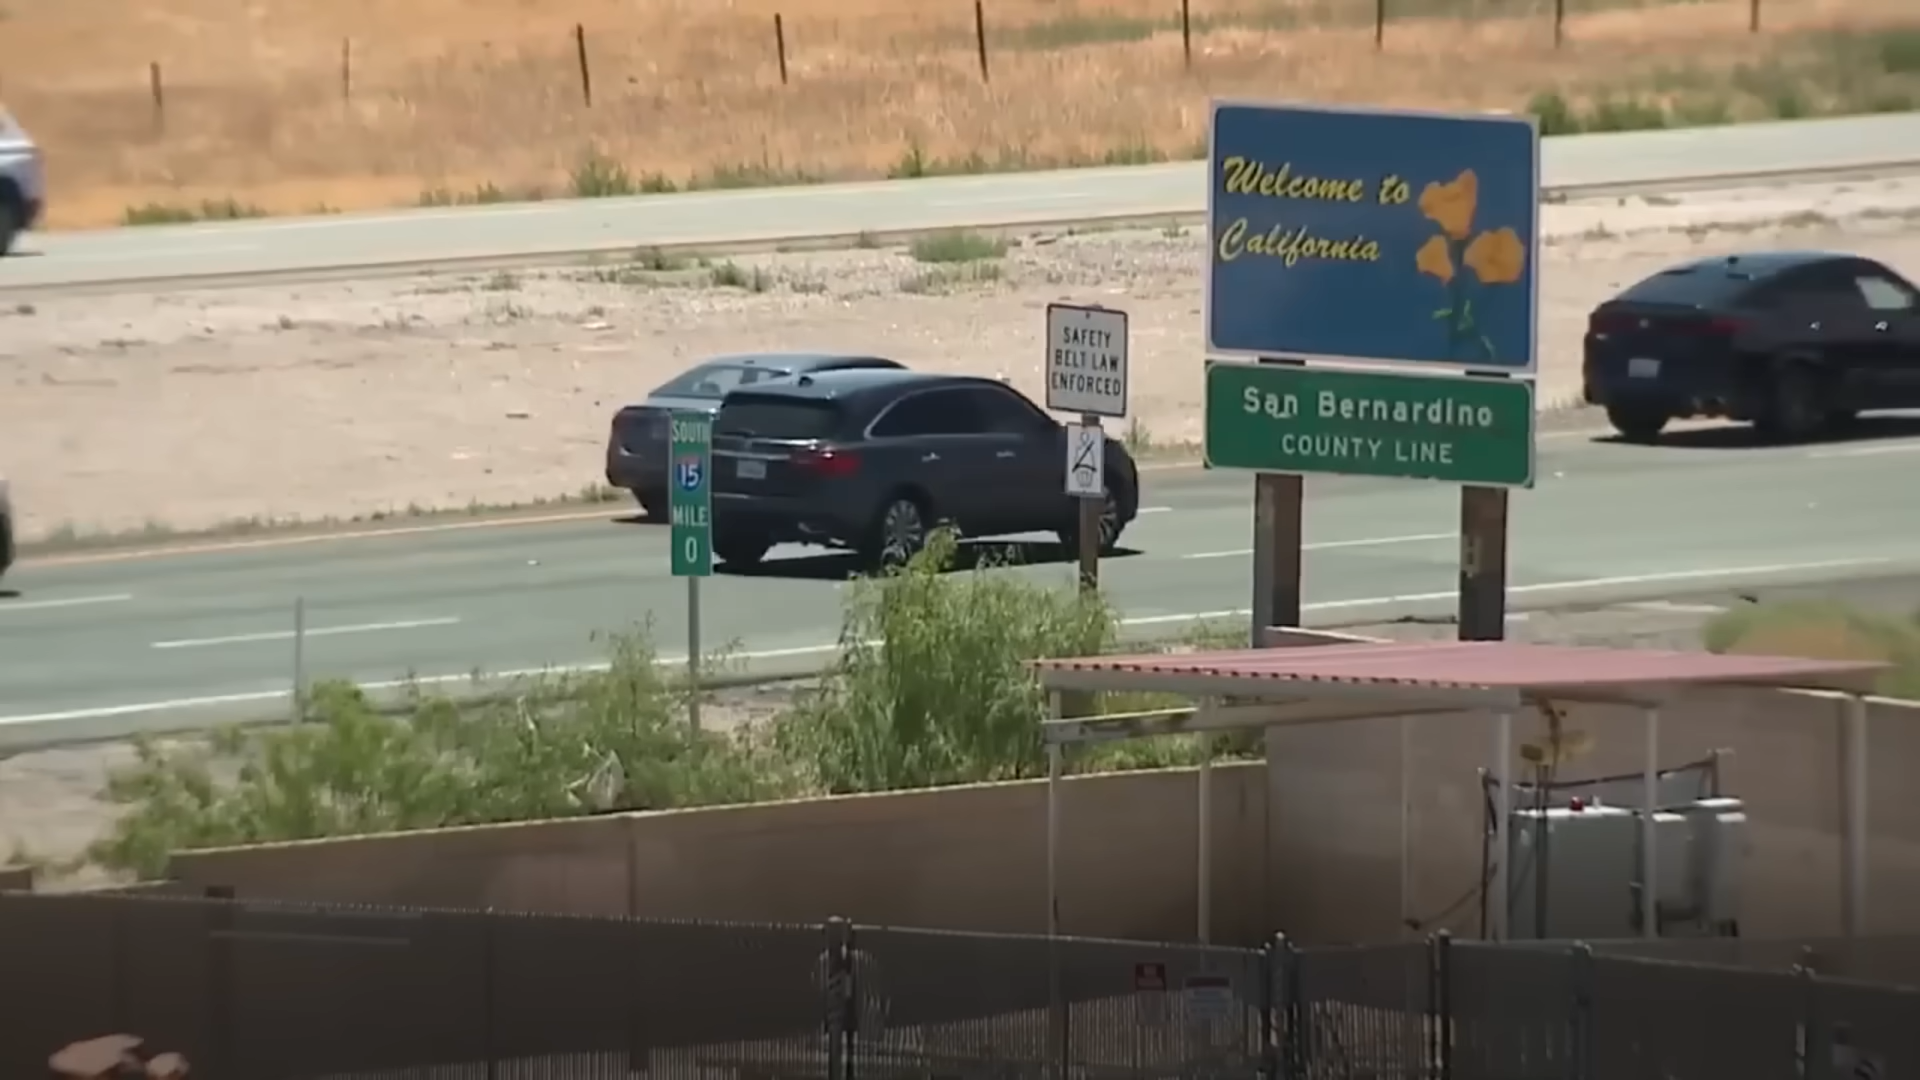 Welcome to
California
San Bernardino
COUNTY LINE
SAFETY
BELT LAW
ENFORCED
SOUTH
15
MILE
0